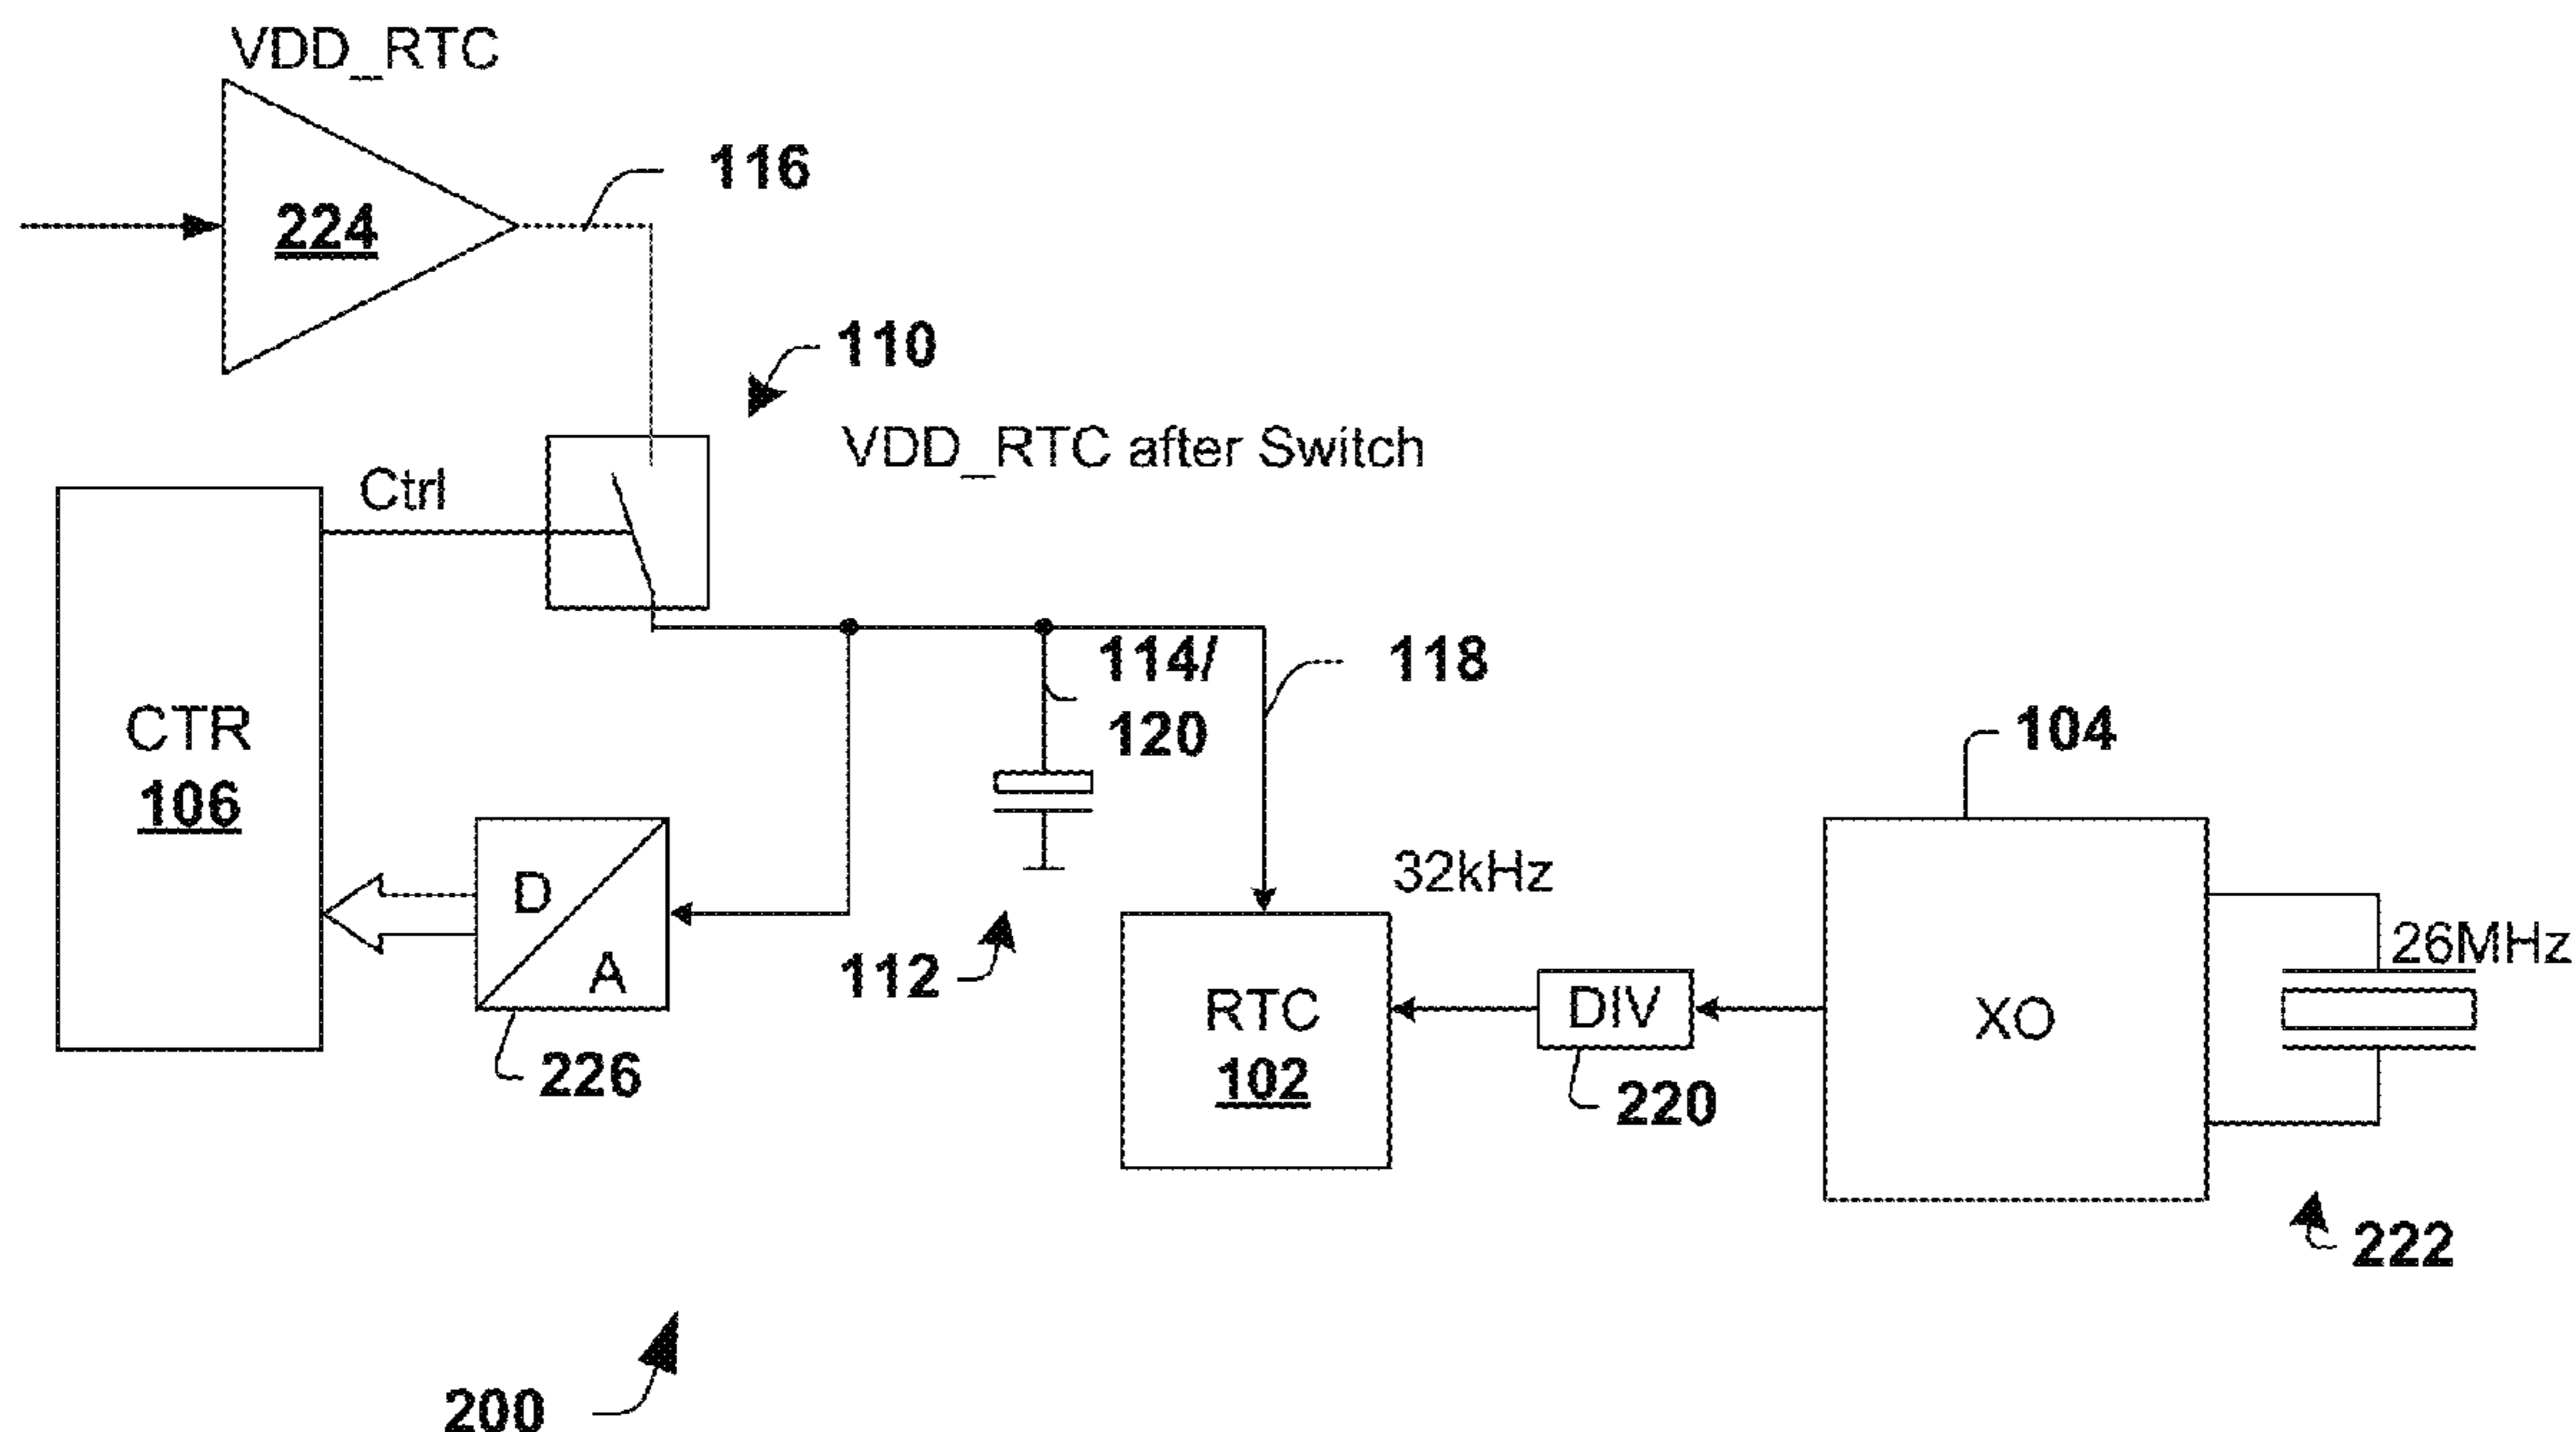 VDD_RTC
116
224
110
VDD_RTC after Switch
Ctrl
114/
120
118
CTR
106
104
32kHz
D
A
26MHz
112
RTC
102
DIV
XO
226
220
222
200